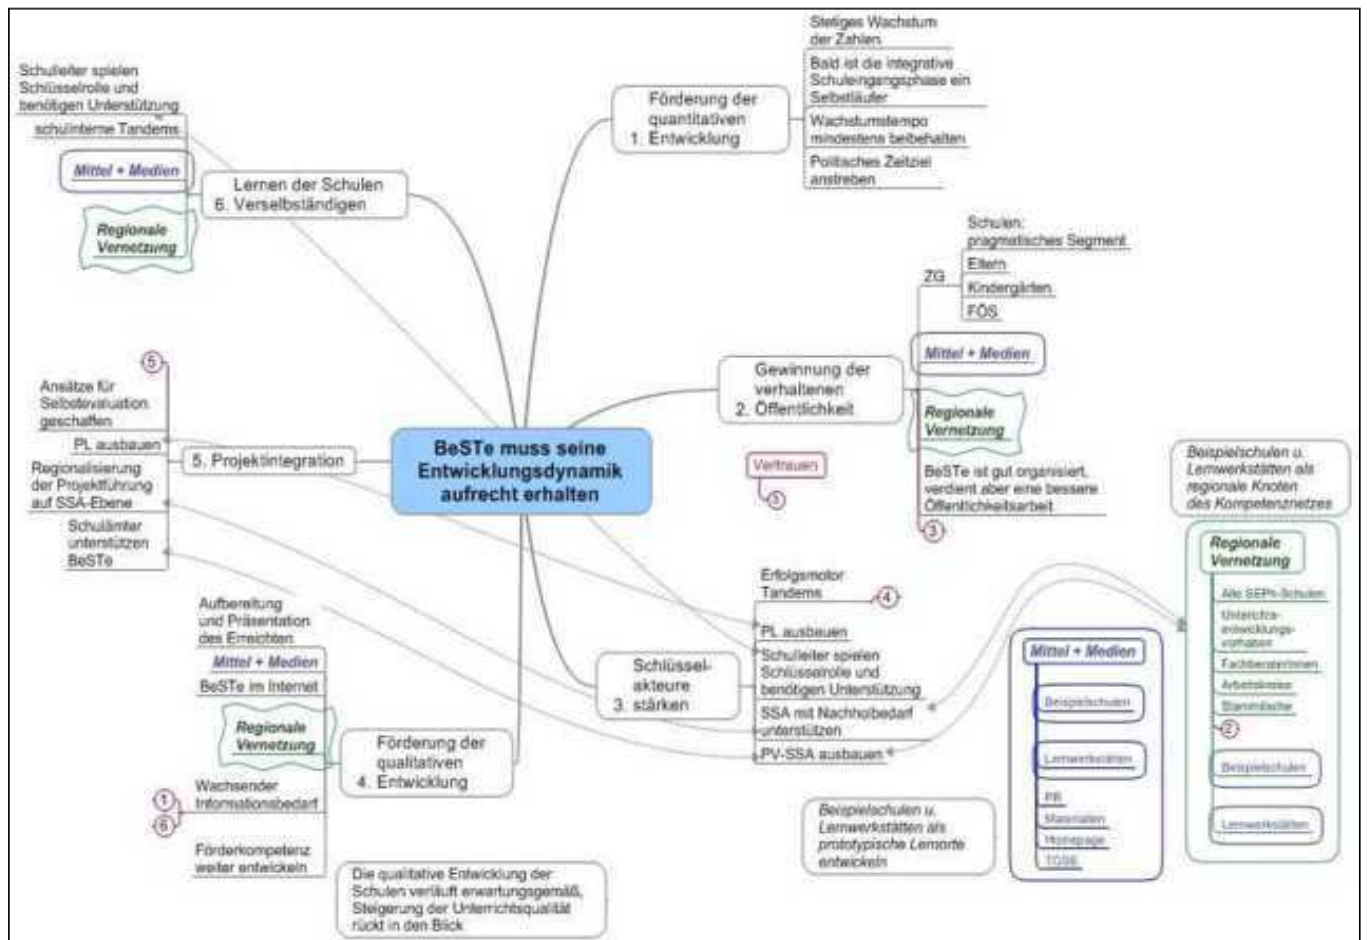 Stetiges Wachstum
der Zahlen
Bald ist die integrative
Schuleingangsphase ein
Selbstläufer
Wachstumstempo
mindestens beibehalten
Politisches Zeitziel
anstreben
Förderung der
quantitativen
1. Entwicklung
Schulleiter spielen
Schlüsselrolle und
benötigen Unterstützung
schulinterne Tandems
Mittel + Medien
Regionale
Vernetzung
Lernen der Schulen
6. Verselbständigen
Schulen:
pragmatisches Segment
ZG
Eltern
Kindergärten
FÖS
Mittel + Medien
Regionale
Vernetzung
BeSTe ist gut organisiert,
verdient aber eine bessere
Öffentlichkeitsarbeit
3
Gewinnung der
verhaltenen
2. Öffentlichkeit
5
Ansätze für
Selbstevaluation
geschaffen
PL ausbauen
Regionalisierung
der Projektführung
auf SSA-Ebene
Schulämter
unterstützen
BeSTe
5. Projektintegration
BeSTe muss seine
Entwicklungsdynamik
aufrecht erhalten
Vertrauen
Beispielschulen u.
Lernwerkstätten als
regionale Knoten
des Kompetenznetzes
Regionale
Vernetzung
Alle SEPh-Schulen
Unterichts-
entwicklungs-
vorhaben
FachberaterInnen
Arbeitskreise
Stammtische
2
Beispielschulen
Lernwerkstätten
Erfolgsmotor
Tandems
4
PL ausbauen
Schulleiter spielen
Schlüsselrolle und
benötigen Unterstützung
SSA mit Nachholbedarf
unterstützen
PV-SSA ausbauen
Schlüssel-
akteure
3. stärken
Mittel + Medien
Beispielschulen
Lernwerkstätten
PR
Materialien
Homepage
Beispielschulen u.
Lernwerkstätten als
prototypische Lernorte
entwickeln
Aufbereitung
und Präsentation
des Erreichten
Mittel + Medien
BeSTe im Internet
Regionale
Vernetzung
Wachsender
Informationsbedarf
1
6
Förderkompetenz
weiter entwickeln
Förderung der
qualitativen
4. Entwicklung
Die qualitative Entwicklung der
Schulen verläuft erwartungsgemäß,
Steigerung der Unterrichtsqualität
rückt in den Blick